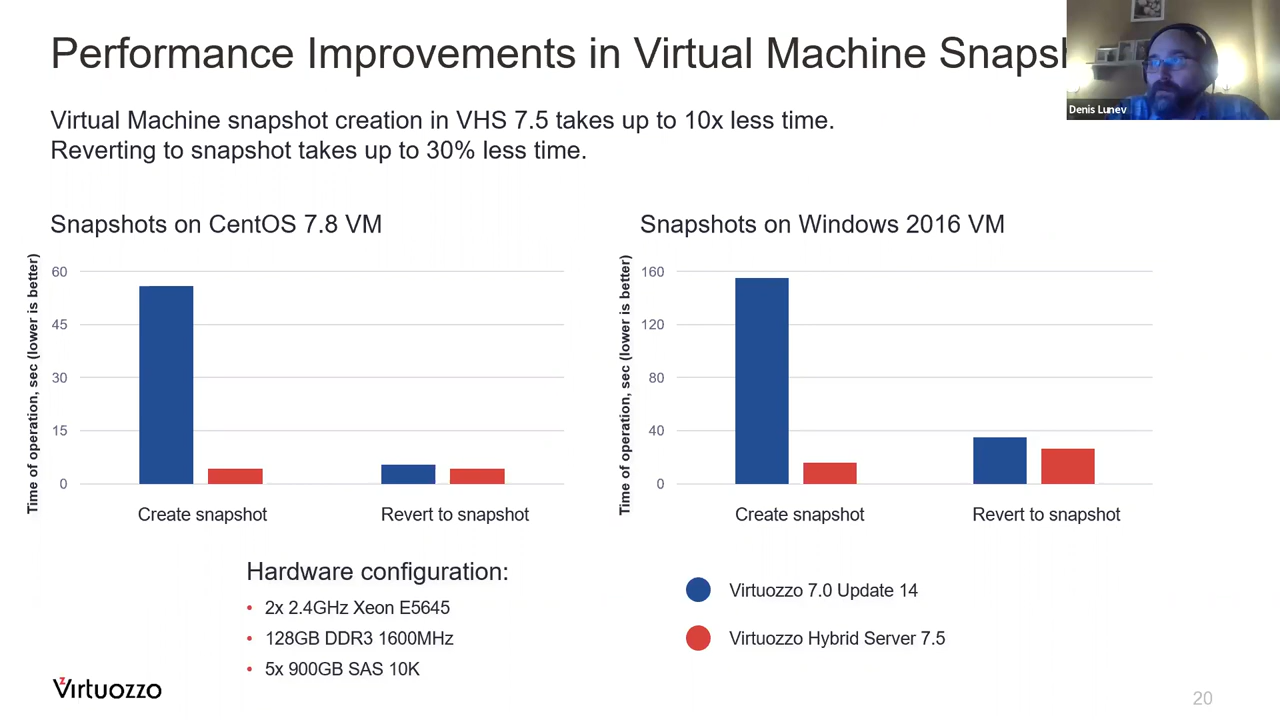 Performance Improvements in Virtual Machine Snaps
Denis Lunev
Virtual Machine snapshot creation in VHS 7.5 takes up to 10x less time.
Reverting to snapshot takes up to 30% less time.
Snapshots on CentOS 7.8 VM
Time of operation, sec (lower is better)
60
45
30
15
0
Create snapshot
Revert to snapshot
Snapshots on Windows 2016 VM
Time of operation, sec (lower is better)
160
120
80
40
0
Create snapshot
Revert to snapshot
Hardware configuration:
• 2x 2.4GHz Xeon E5645
• 128GB DDR3 1600MHz
• 5x 900GB SAS 10K
Virtuozzo 7.0 Update 14
Virtuozzo Hybrid Server 7.5
Virtuozzo
20